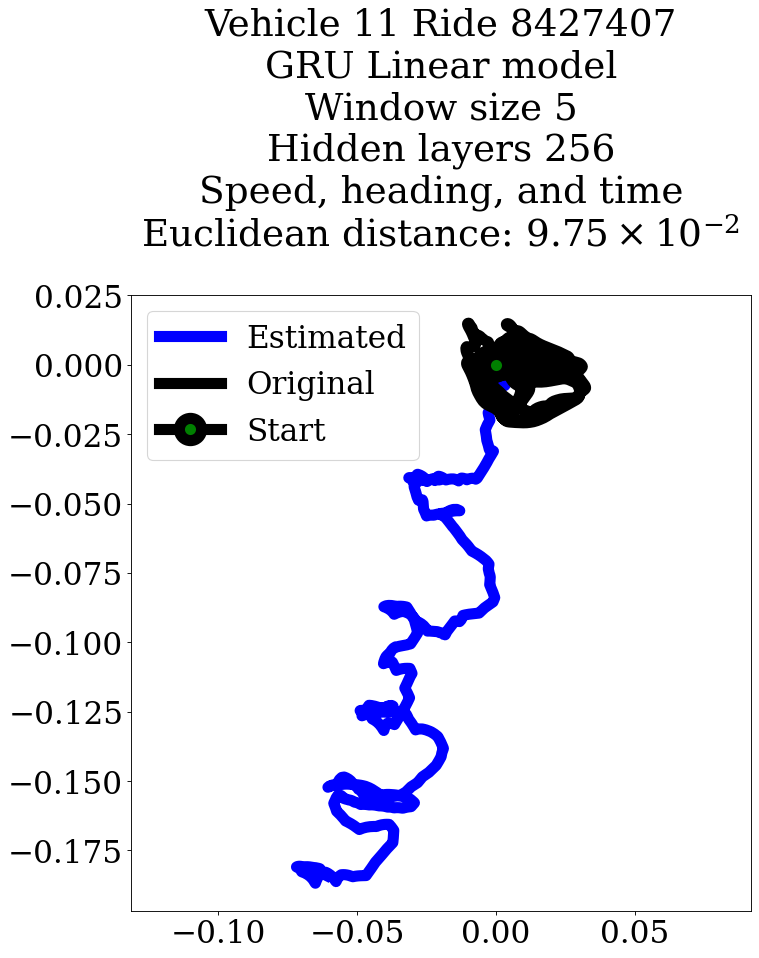 Vehicle 11 Ride 8427407
GRU Linear model
Window size 5
Hidden layers 256
Speed, heading, and time
Euclidean distance: 9.75 × 10⁻²
0.025
0.000
−0.025
−0.050
−0.075
−0.100
−0.125
−0.150
−0.175
Estimated
Original
Start
−0.10 −0.05 0.00 0.05